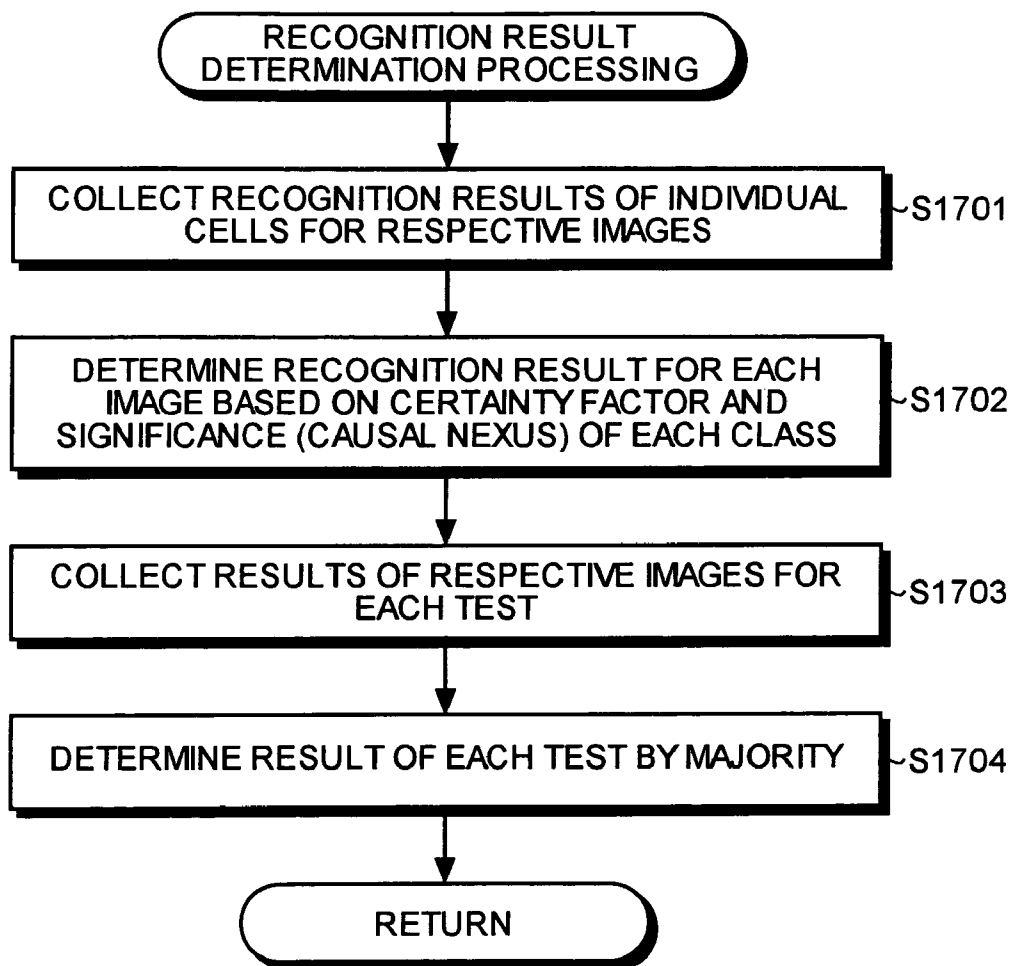 RECOGNITION RESULT
DETERMINATION PROCESSING
COLLECT RECOGNITION RESULTS OF INDIVIDUAL
CELLS FOR RESPECTIVE IMAGES
S1701
DETERMINE RECOGNITION RESULT FOR EACH
IMAGE BASED ON CERTAINTY FACTOR AND
SIGNIFICANCE (CAUSAL NEXUS) OF EACH CLASS
S1702
COLLECT RESULTS OF RESPECTIVE IMAGES FOR
EACH TEST
S1703
DETERMINE RESULT OF EACH TEST BY MAJORITY
S1704
RETURN